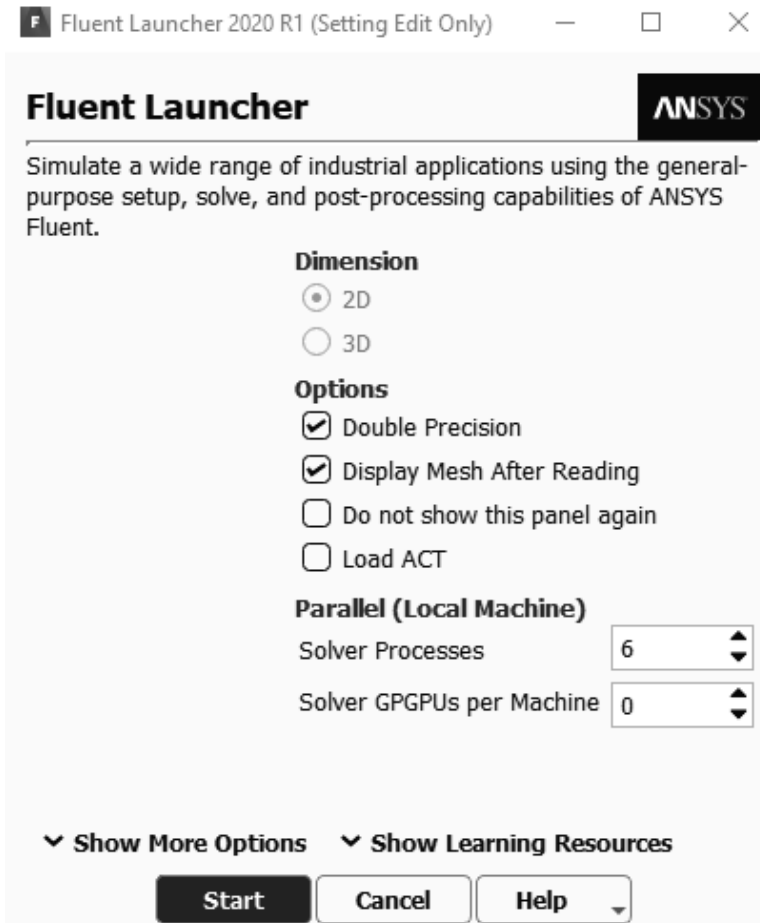 F Fluent Launcher 2020 R1 (Setting Edit Only)
Fluent Launcher
ANSYS
Simulate a wide range of industrial applications using the general-
purpose setup, solve, and post-processing capabilities of ANSYS
Fluent.
Dimension
2D
3D
Options
Double Precision
Display Mesh After Reading
Do not show this panel again
Load ACT
Parallel (Local Machine)
Solver Processes 6
Solver GPGPUs per Machine 0
Show More Options Show Learning Resources
Start Cancel Help